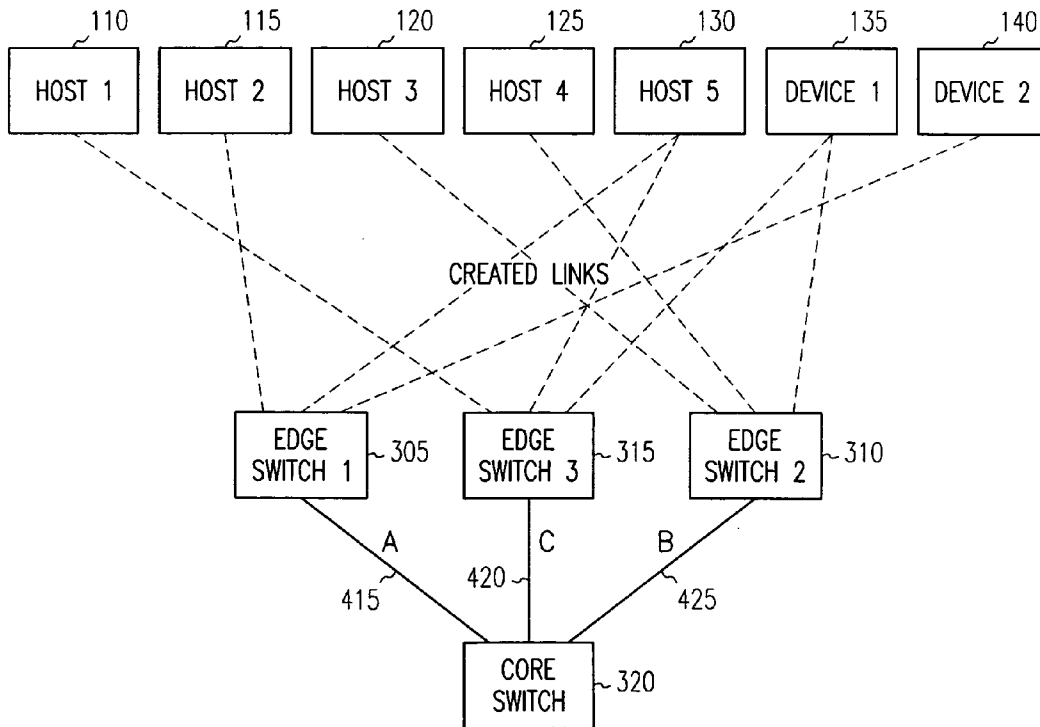 110 115 120 125 130 135 140
HOST 1 HOST 2 HOST 3 HOST 4 HOST 5 DEVICE 1 DEVICE 2
CREATED LINKS
EDGE
SWITCH 1
305
EDGE
SWITCH 3
315
EDGE
SWITCH 2
310
A C B
415 420 425
CORE
SWITCH
320